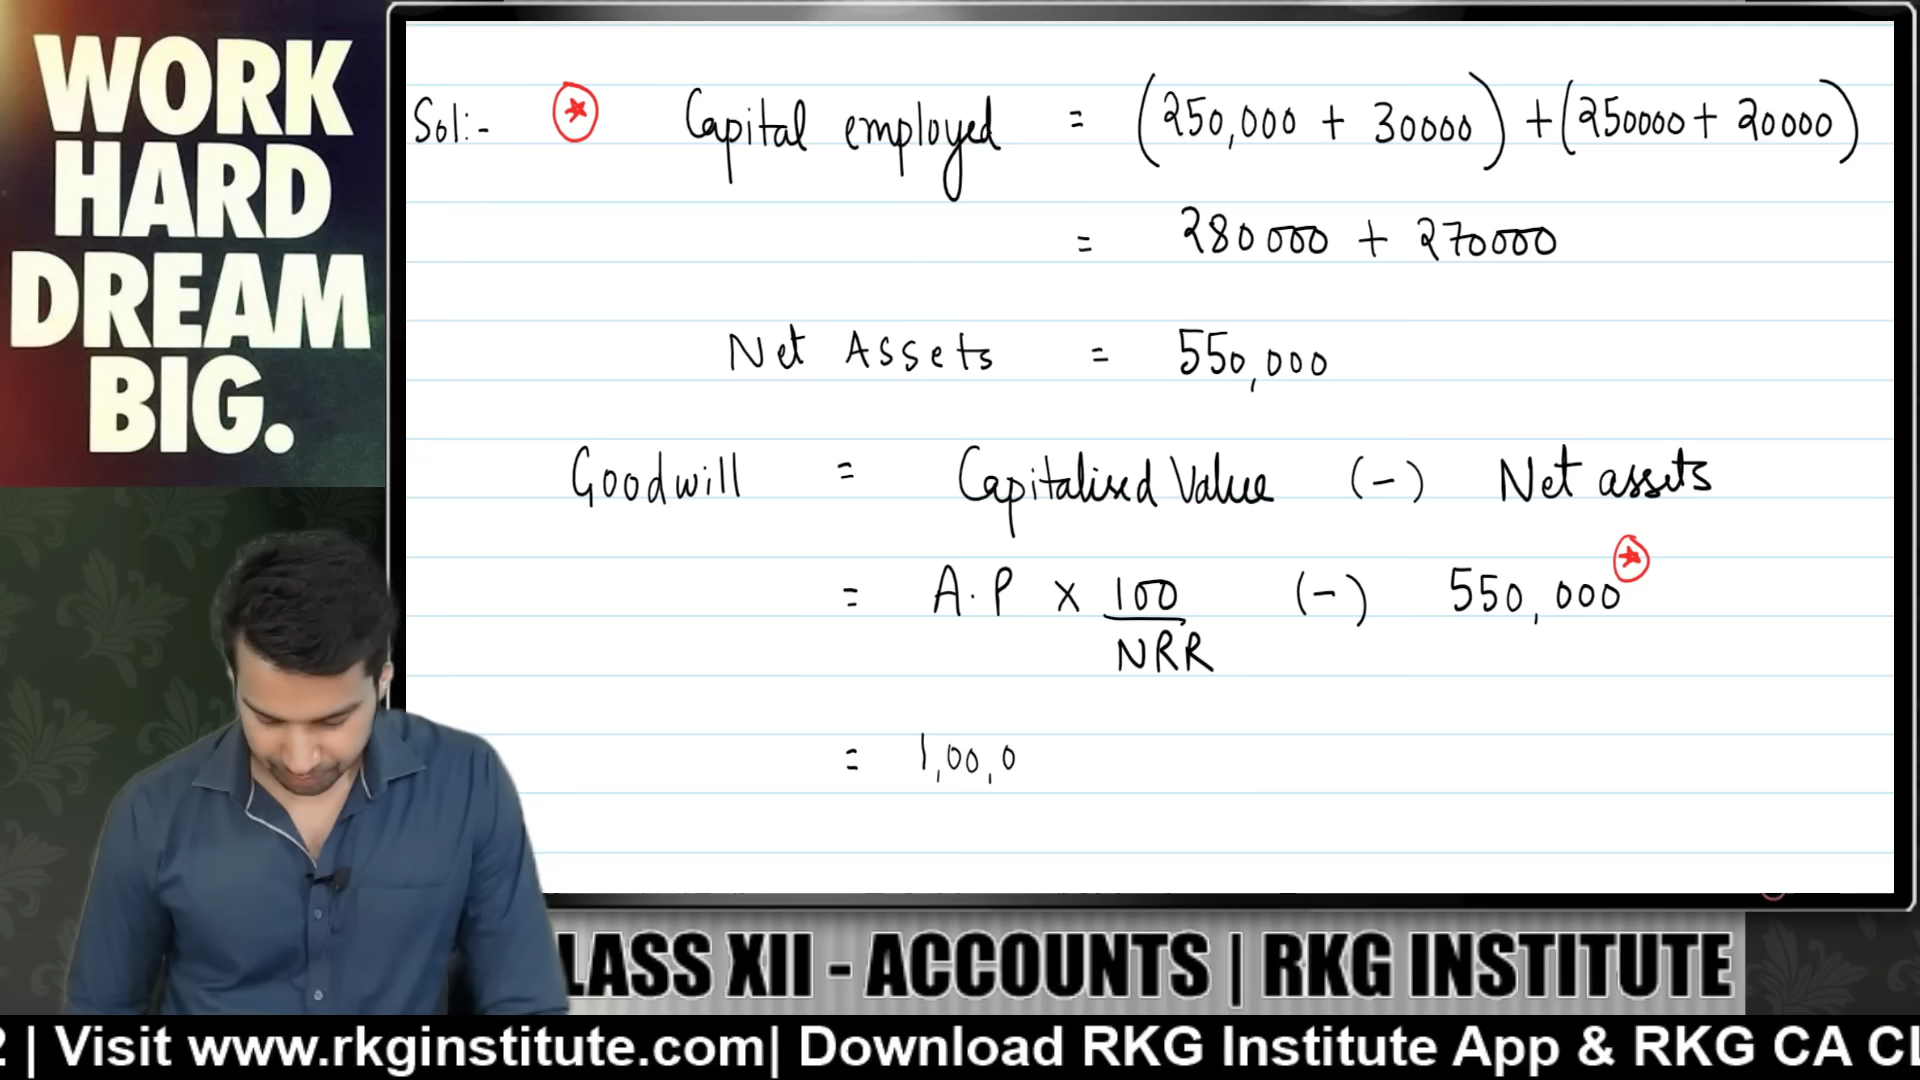 WORK
HARD
DREAM
BIG.
Sol:- Capital employed = (250,000 + 30000) + (250000 + 20000)
= 280000 + 270000
Net Assets = 550,000
Goodwill = Capitalised Value (-) Net assets
= A.P × 100 (-) 550,000
NRR
= 1,00,0
LASS XII - ACCOUNTS | RKG INSTITUTE
2 | Visit www.rkginstitute.com| Download RKG Institute App & RKG CA CL